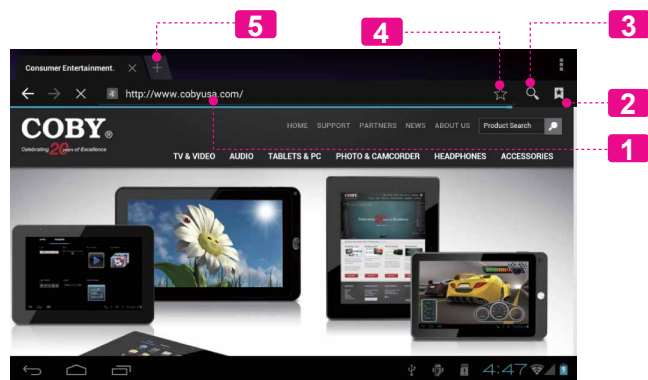 5
4
3
Consumer Entertainment.
http://www.cobyusa.com/
2
COBY®
HOME SUPPORT PARTNERS NEWS ABOUT US Product Search
Celebrating 20 years of Excellence
1
TV & VIDEO AUDIO TABLETS & PC PHOTO & CAMCORDER HEADPHONES ACCESSORIES
4:47